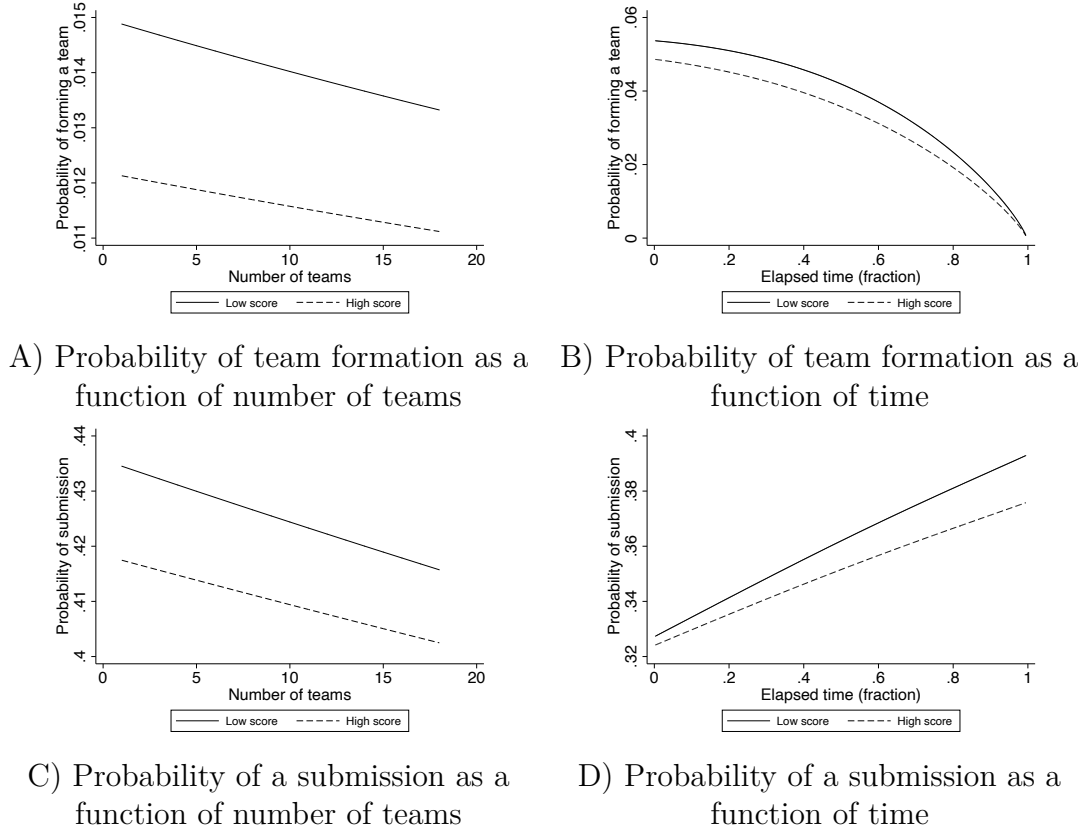 Probability of forming a team
.011 .012 .013 .014 .015
0 5 10 15 20
Number of teams
Low score High score
Probability of forming a team
0 .02 .04 .06
0 .2 .4 .6 .8 1
Elapsed time (fraction)
Low score High score
A) Probability of team formation as a
function of number of teams
B) Probability of team formation as a
function of time
Probability of submission
.4 .41 .42 .43 .44
0 5 10 15 20
Number of teams
Low score High score
Probability of submission
.32 .34 .36 .38 .4
0 .2 .4 .6 .8 1
Elapsed time (fraction)
Low score High score
C) Probability of a submission as a
function of number of teams
D) Probability of a submission as a
function of time